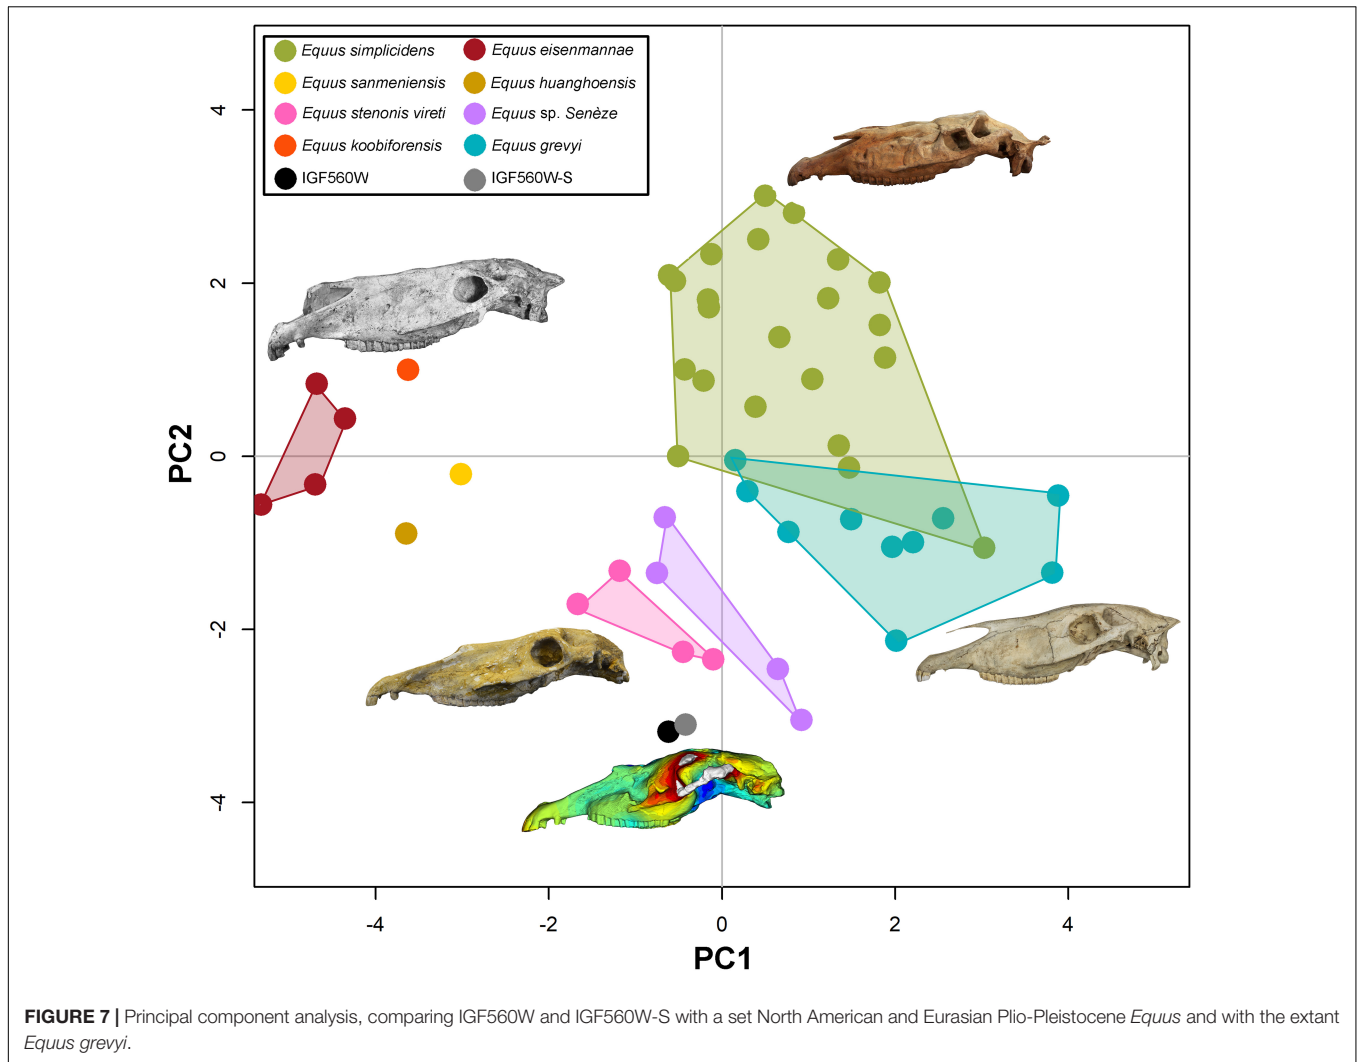 Equus simplicidens
Equus eisenmannae
Equus sanmeniensis
Equus huanghoensis
Equus stenonis vireti
Equus sp. Senèze
Equus koobiforensis
Equus grevyi
IGF560W
IGF560W-S
4
2
0
-2
-4
PC2
-4
-2
0
2
4
PC1
FIGURE 7 | Principal component analysis, comparing IGF560W and IGF560W-S with a set North American and Eurasian Plio-Pleistocene Equus and with the extant
Equus grevyi.